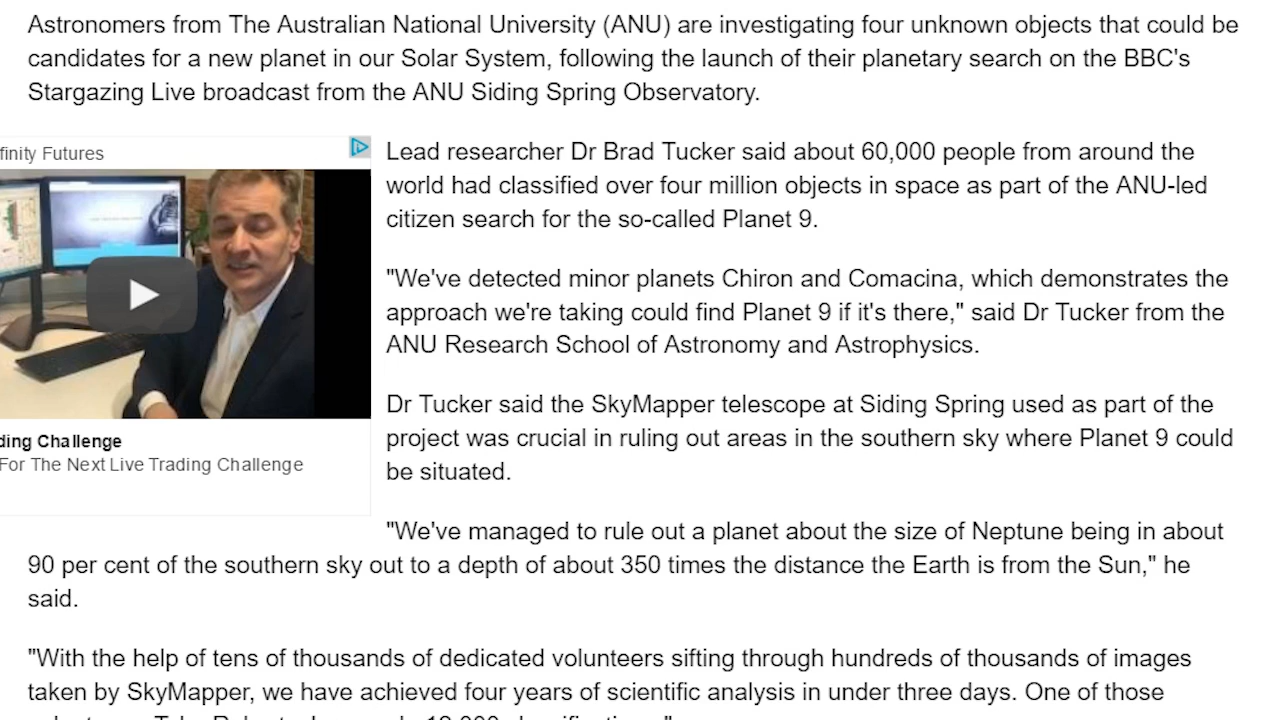 Astronomers from The Australian National University (ANU) are investigating four unknown objects that could be
candidates for a new planet in our Solar System, following the launch of their planetary search on the BBC's
Stargazing Live broadcast from the ANU Siding Spring Observatory.
finity Futures
Lead researcher Dr Brad Tucker said about 60,000 people from around the
world had classified over four million objects in space as part of the ANU-led
citizen search for the so-called Planet 9.
"We've detected minor planets Chiron and Comacina, which demonstrates the
approach we're taking could find Planet 9 if it's there," said Dr Tucker from the
ANU Research School of Astronomy and Astrophysics.
Dr Tucker said the SkyMapper telescope at Siding Spring used as part of the
project was crucial in ruling out areas in the southern sky where Planet 9 could
be situated.
ding Challenge
For The Next Live Trading Challenge
"We've managed to rule out a planet about the size of Neptune being in about
90 per cent of the southern sky out to a depth of about 350 times the distance the Earth is from the Sun," he
said.
"With the help of tens of thousands of dedicated volunteers sifting through hundreds of thousands of images
taken by SkyMapper, we have achieved four years of scientific analysis in under three days. One of those